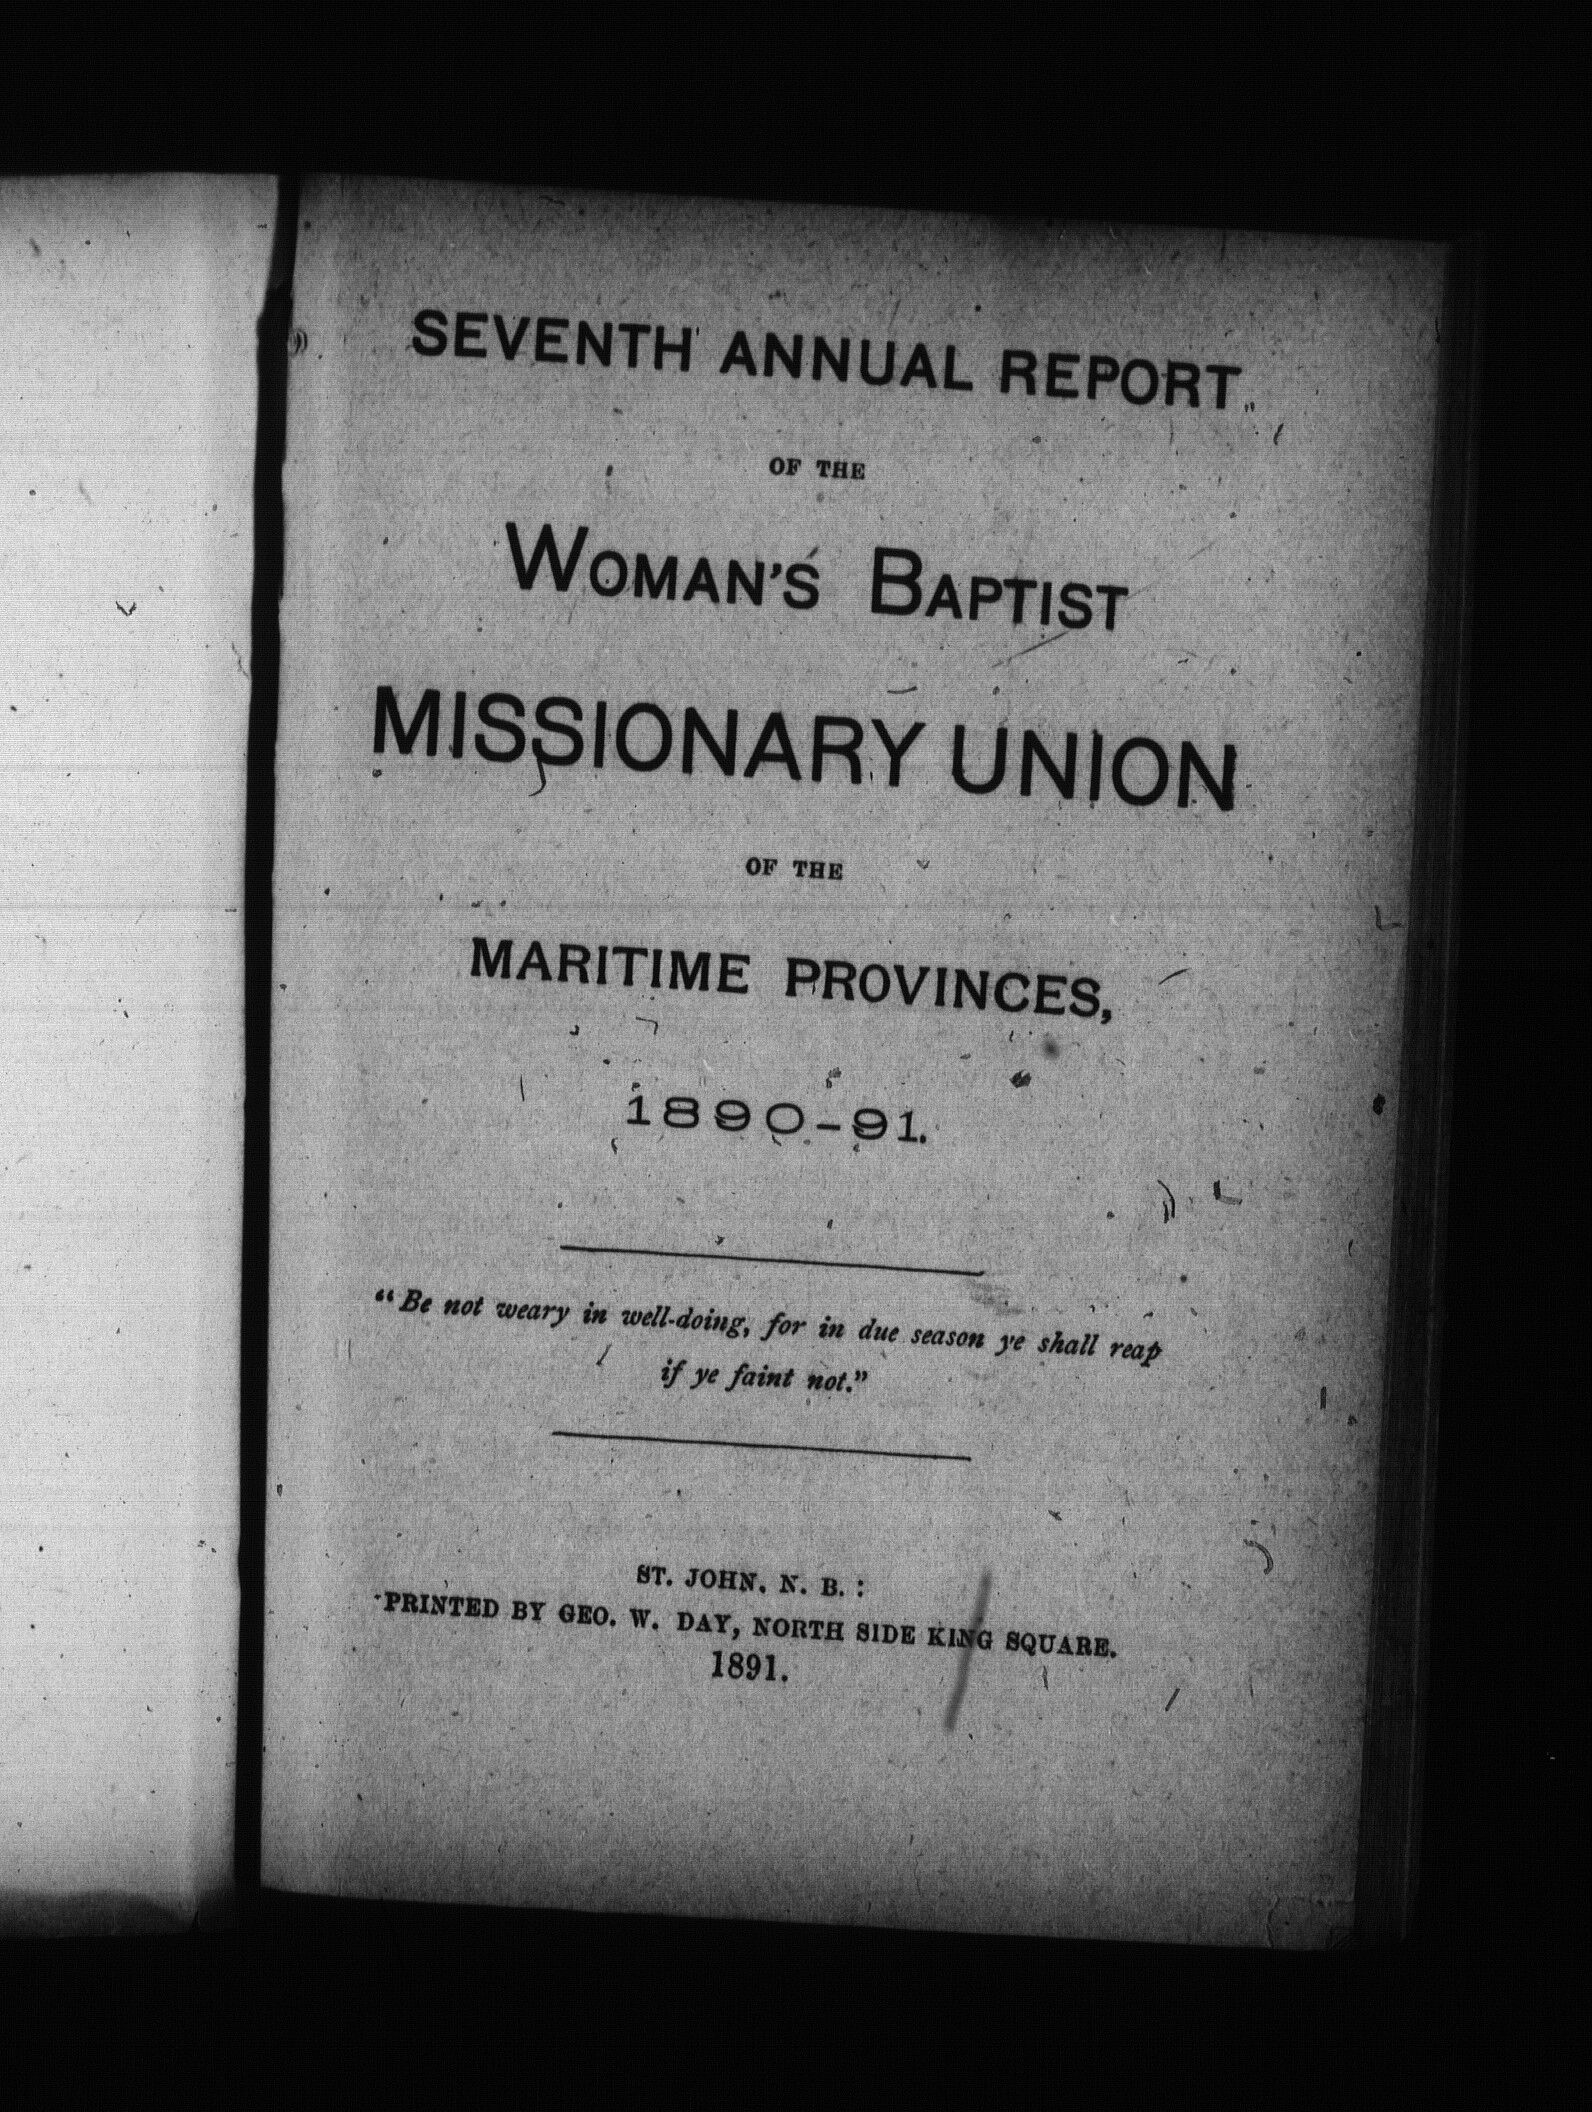 SEVENTH ANNUAL REPORT
OF THE
WOMAN'S BAPTIST
MISSIONARY UNION
OF THE
MARITIME PROVINCES,
1890-91.
"Be not weary in well-doing, for in due season ye shall reap
if ye faint not."
ST. JOHN. N. B. :
PRINTED BY GEO. W. DAY, NORTH SIDE KING SQUARE.
1891.